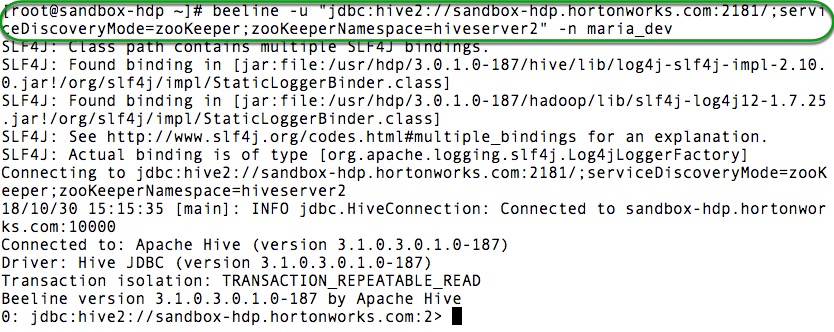 [root@sandbox-hdp ~]# beeline -u "jdbc:hive2://sandbox-hdp.hortonworks.com:2181/;servi
ceDiscoveryMode=zooKeeper;zooKeeperNamespace=hiveserver2" -n maria_dev
SLF4J: Class path contains multiple SLF4J bindings.
SLF4J: Found binding in [jar:file:/usr/hdp/3.0.1.0-187/hive/lib/log4j-slf4j-impl-2.10.
0.jar!/org/slf4j/impl/StaticLoggerBinder.class]
SLF4J: Found binding in [jar:file:/usr/hdp/3.0.1.0-187/hadoop/lib/slf4j-log4j12-1.7.25
.jar!/org/slf4j/impl/StaticLoggerBinder.class]
SLF4J: See http://www.slf4j.org/codes.html#multiple_bindings for an explanation.
SLF4J: Actual binding is of type [org.apache.logging.slf4j.Log4jLoggerFactory]
Connecting to jdbc:hive2://sandbox-hdp.hortonworks.com:2181/;serviceDiscoveryMode=zooK
eeper;zooKeeperNamespace=hiveserver2
18/10/30 15:15:35 [main]: INFO jdbc.HiveConnection: Connected to sandbox-hdp.hortonwor
ks.com:10000
Connected to: Apache Hive (version 3.1.0.3.0.1.0-187)
Driver: Hive JDBC (version 3.1.0.3.0.1.0-187)
Transaction isolation: TRANSACTION_REPEATABLE_READ
Beeline version 3.1.0.3.0.1.0-187 by Apache Hive
0: jdbc:hive2://sandbox-hdp.hortonworks.com:2>